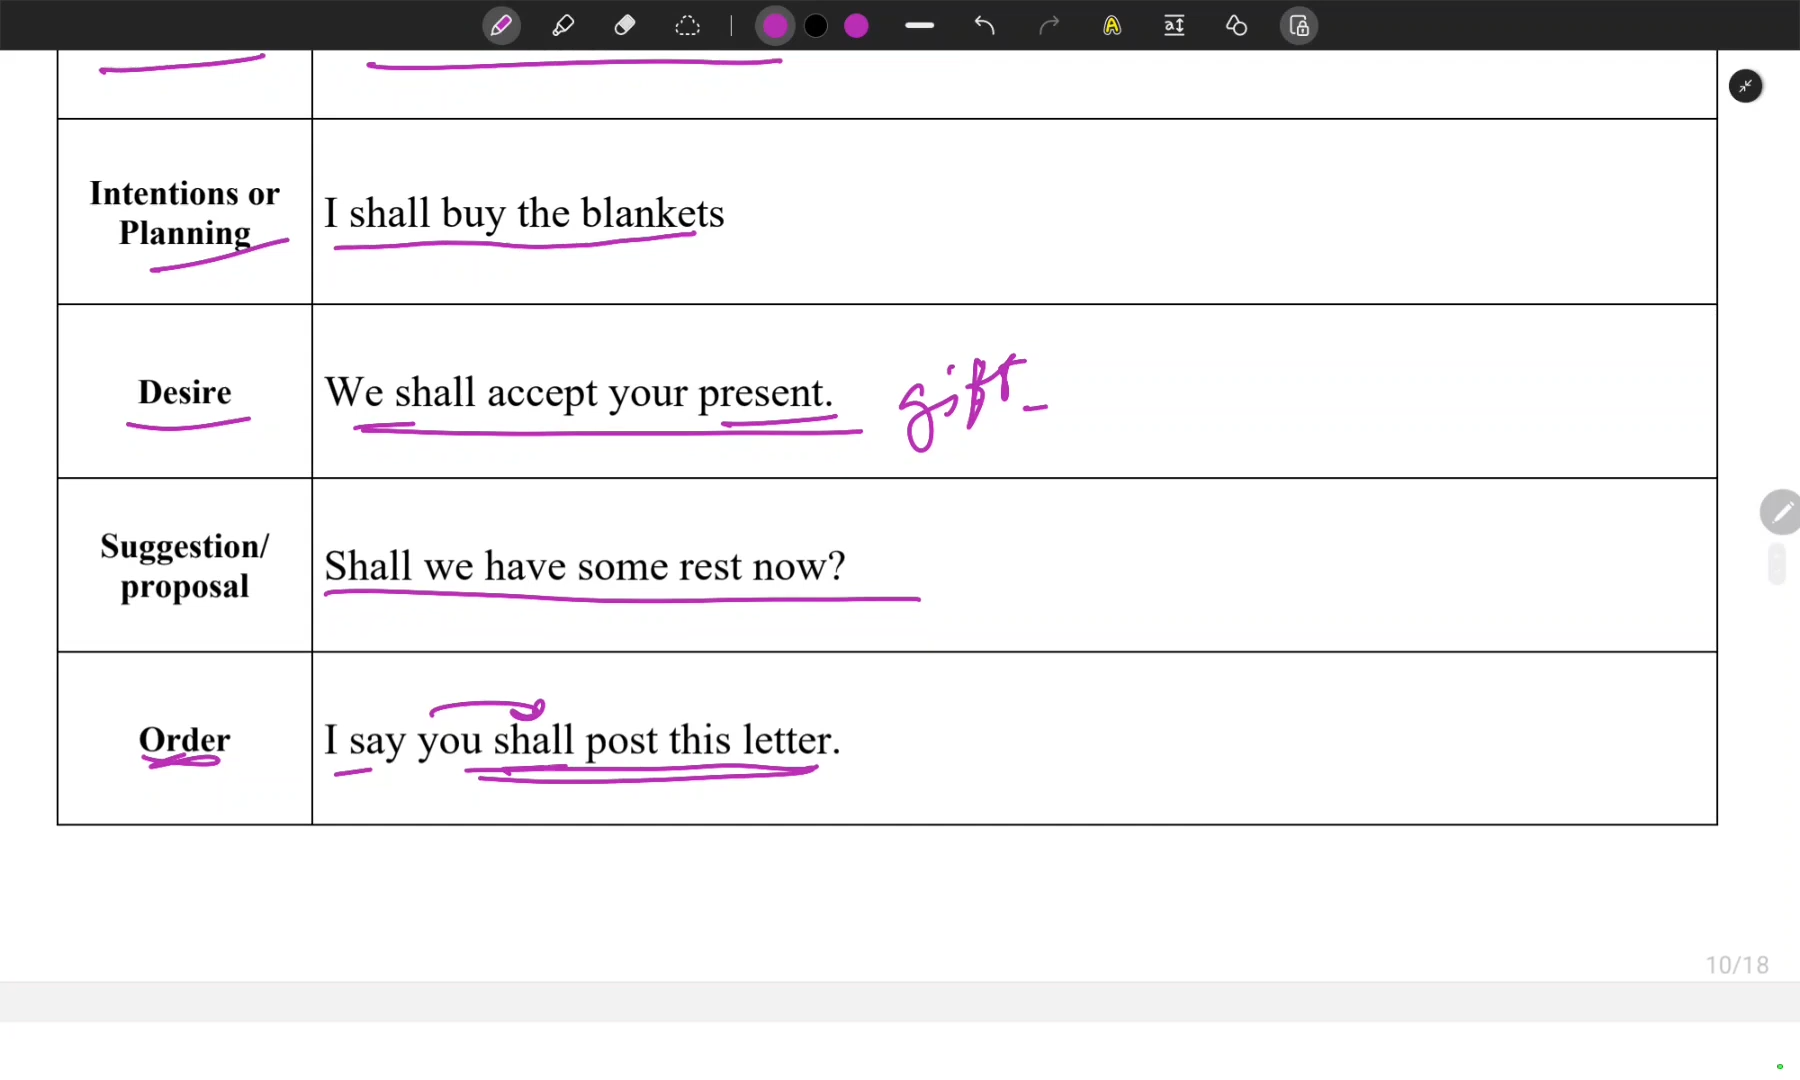 Intentions or
Planning
I shall buy the blankets
Desire
We shall accept your present.
gift
Suggestion/
proposal
Shall we have some rest now?
Order
I say you shall post this letter.
10/18